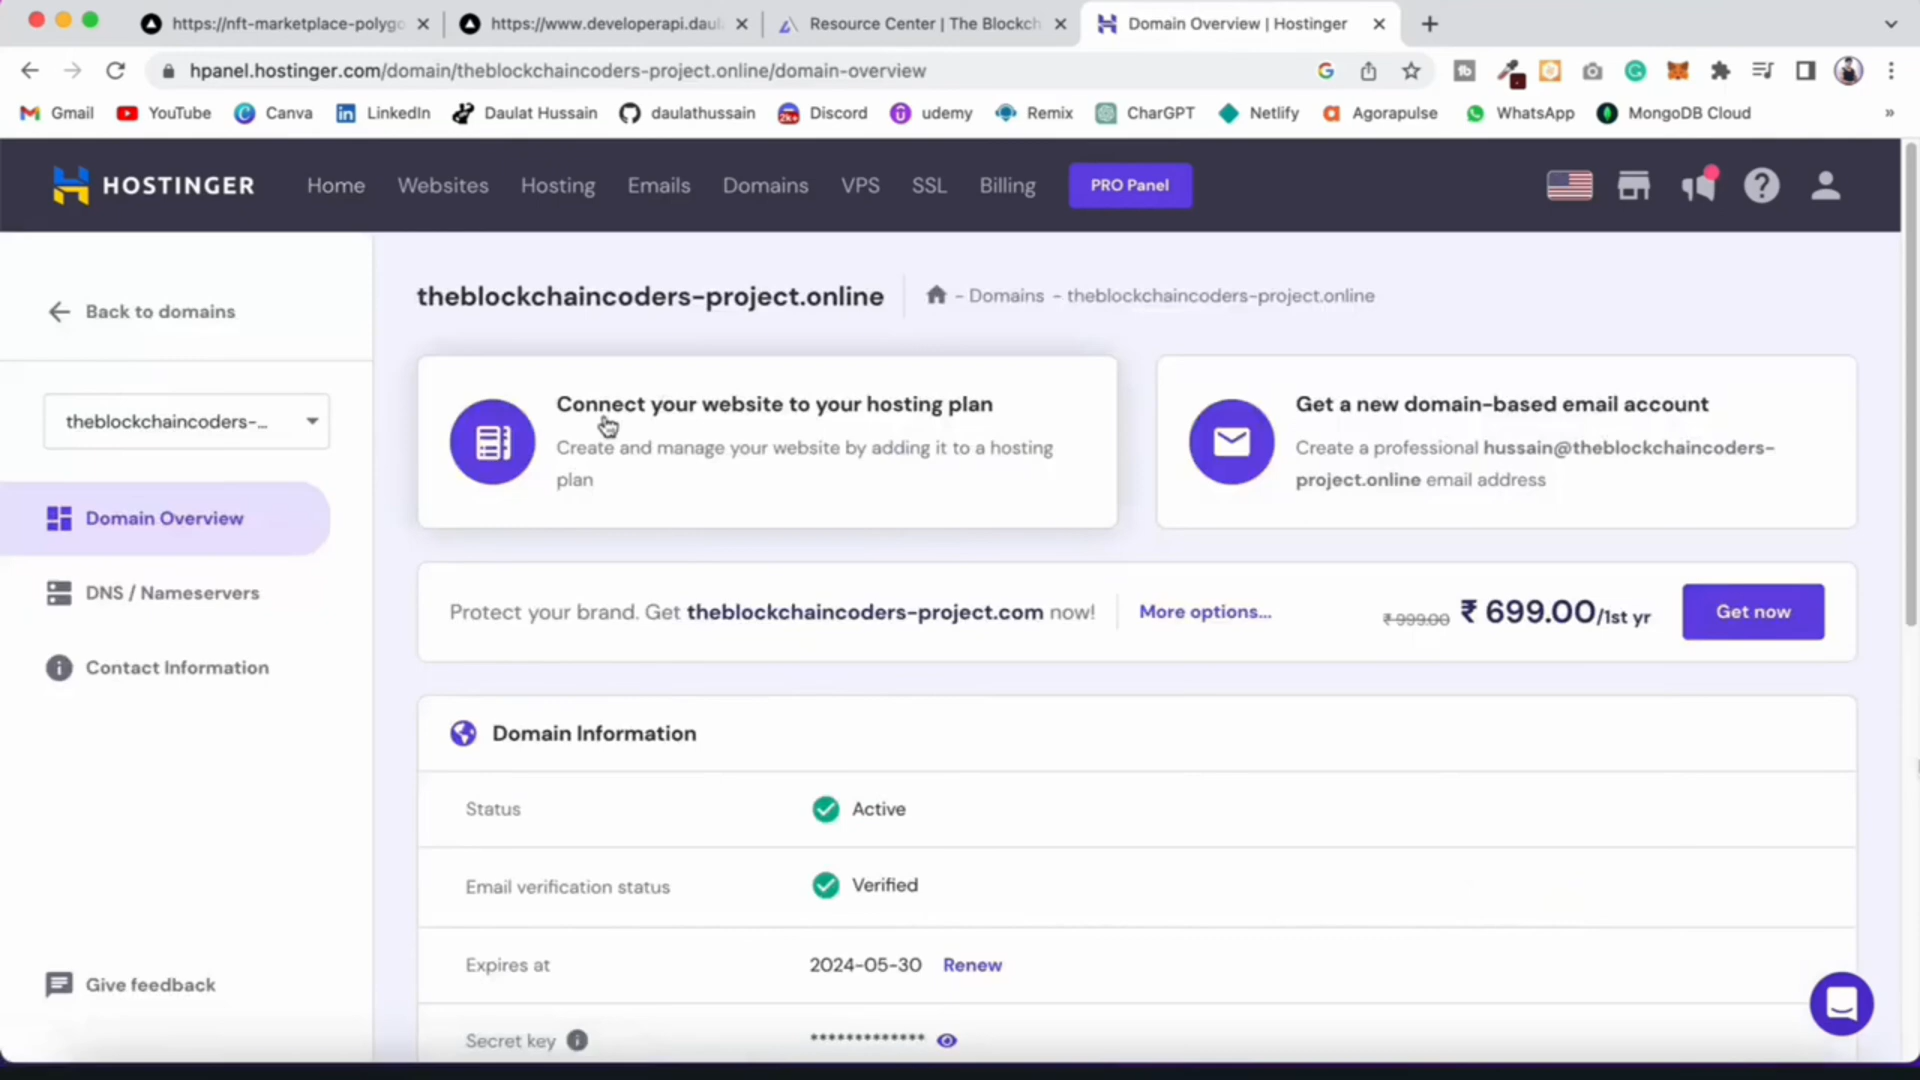 https://nft-marketplace-polygo
https://www.developerapi.daul
Resource Center | The Blockch
Domain Overview | Hostinger
hpanel.hostinger.com/domain/theblockchaincoders-project.online/domain-overview
Gmail
YouTube
Canva
LinkedIn
Daulat Hussain
daulathussain
Discord
udemy
Remix
CharGPT
Netlify
Agorapulse
WhatsApp
MongoDB Cloud
HOSTINGER
Home
Websites
Hosting
Emails
Domains
VPS
SSL
Billing
PRO Panel
Back to domains
theblockchaincoders-...
Domain Overview
DNS / Nameservers
Contact Information
Give feedback
theblockchaincoders-project.online
- Domains - theblockchaincoders-project.online
Connect your website to your hosting plan
Create and manage your website by adding it to a hosting
plan
Get a new domain-based email account
Create a professional hussain@theblockchaincoders-
project.online email address
Protect your brand. Get theblockchaincoders-project.com now!
More options...
₹ 999.00 ₹ 699.00/1st yr
Get now
Domain Information
Status
Active
Email verification status
Verified
Expires at
2024-05-30
Renew
Secret key
*************